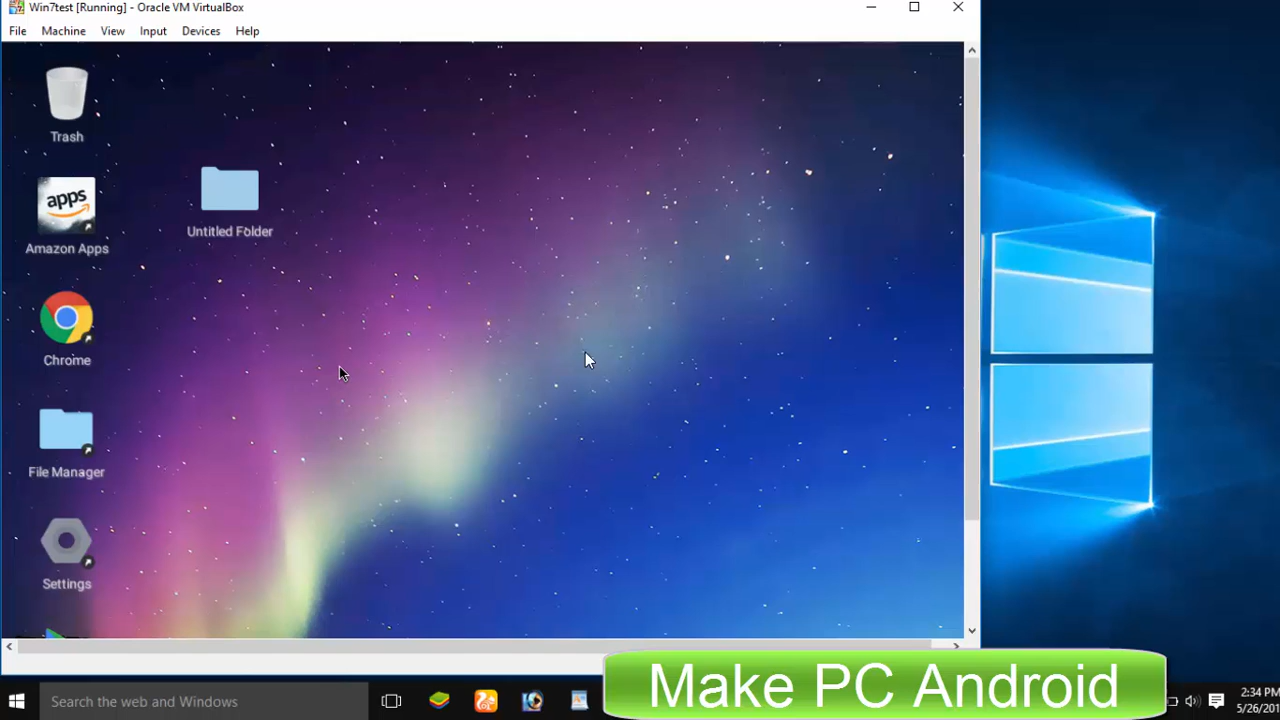 Win7test [Running] - Oracle VM VirtualBox
File Machine View Input Devices Help
Trash
apps
Amazon Apps
Untitled Folder
Chrome
File Manager
Settings
Search the web and Windows
Make PC Android
2:34 PM
5/26/201